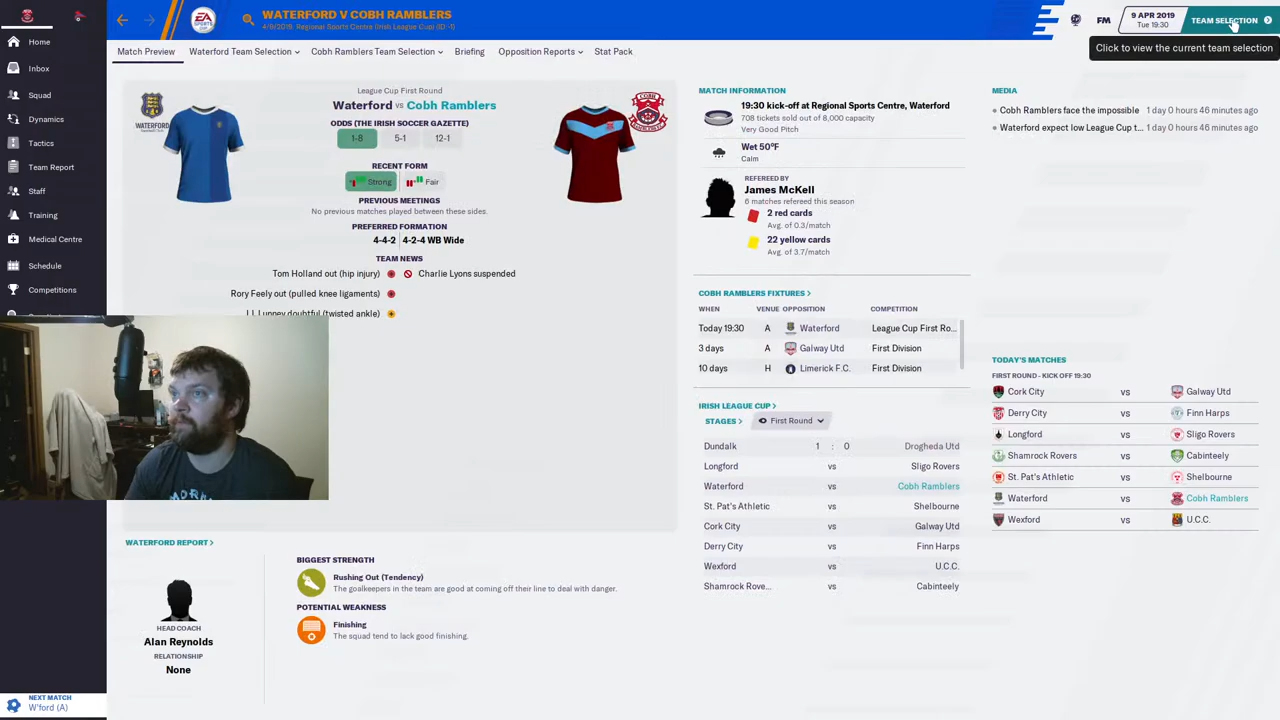 WATERFORD V COBH RAMBLERS
EA
SPORTS
FM
9 APR 2019
Tue 19:30
TEAM SELECTION
Click to view the current team selection
Home
Inbox
Squad
Dynamics
Tactics
Team Report
Staff
Training
Medical Centre
Schedule
Competitions
NEXT MATCH
W'ford (A)
Match Preview
Waterford Team Selection
Cobh Ramblers Team Selection
Briefing
Opposition Reports
Stat Pack
League Cup First Round
Waterford vs Cobh Ramblers
WATERFORD
COBH
ODDS (THE IRISH SOCCER GAZETTE)
1-8 5-1 12-1
RECENT FORM
Strong Fair
PREVIOUS MEETINGS
No previous matches played between these sides.
PREFERRED FORMATION
4-4-2 4-2-4 WB Wide
TEAM NEWS
Tom Holland out (hip injury) Charlie Lyons suspended
Rory Feely out (pulled knee ligaments)
doubtful (twisted ankle)
WATERFORD REPORT >
HEAD COACH
Alan Reynolds
RELATIONSHIP
None
BIGGEST STRENGTH
Rushing Out (Tendency)
The goalkeepers in the team are good at coming off their line to deal with danger.
POTENTIAL WEAKNESS
Finishing
The squad tend to lack good finishing.
MATCH INFORMATION
19:30 kick-off at Regional Sports Centre, Waterford
708 tickets sold out of 8,000 capacity
Very Good Pitch
Wet 50°F
Calm
REFEREED BY
James McKell
6 matches refereed this season
2 red cards
Avg. of 0.3/match
22 yellow cards
Avg. of 3.7/match
COBH RAMBLERS FIXTURES >
WHEN VENUE OPPOSITION COMPETITION
Today 19:30 A Waterford League Cup First Ro...
3 days A Galway Utd First Division
10 days H Limerick F.C. First Division
IRISH LEAGUE CUP >
STAGES > First Round
Dundalk 1 : 0 Drogheda Utd
Longford vs Sligo Rovers
Waterford vs Cobh Ramblers
St. Pat's Athletic vs Shelbourne
Cork City vs Galway Utd
Derry City vs Finn Harps
Wexford vs U.C.C.
Shamrock Rove... vs Cabinteely
MEDIA
Cobh Ramblers face the impossible 1 day 0 hours 46 minutes ago
Waterford expect low League Cup t... 1 day 0 hours 46 minutes ago
TODAY'S MATCHES
FIRST ROUND - KICK OFF 19:30
Cork City vs Galway Utd
Derry City vs Finn Harps
Longford vs Sligo Rovers
Shamrock Rovers vs Cabinteely
St. Pat's Athletic vs Shelbourne
Waterford vs Cobh Ramblers
Wexford vs U.C.C.